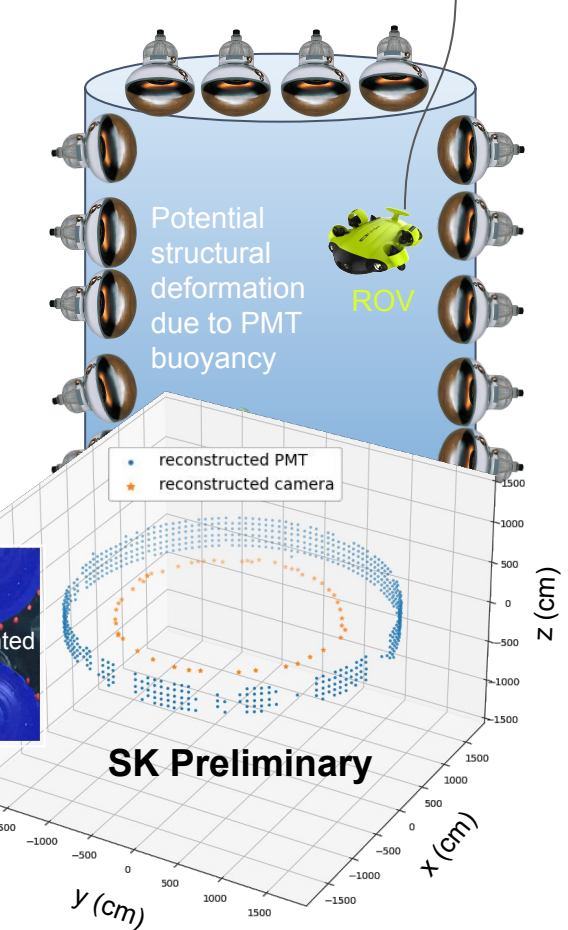 Potential
structural
deformation
due to PMT
buoyancy
ROV
reconstructed PMT
reconstructed camera
1500
1000
500
0
−500
−1000
−1500
z (cm)
SK Preliminary
1500
1000
500
0
−500
−1000
−1500
x (cm)
−1000
−500
0
500
1000
1500
y (cm)